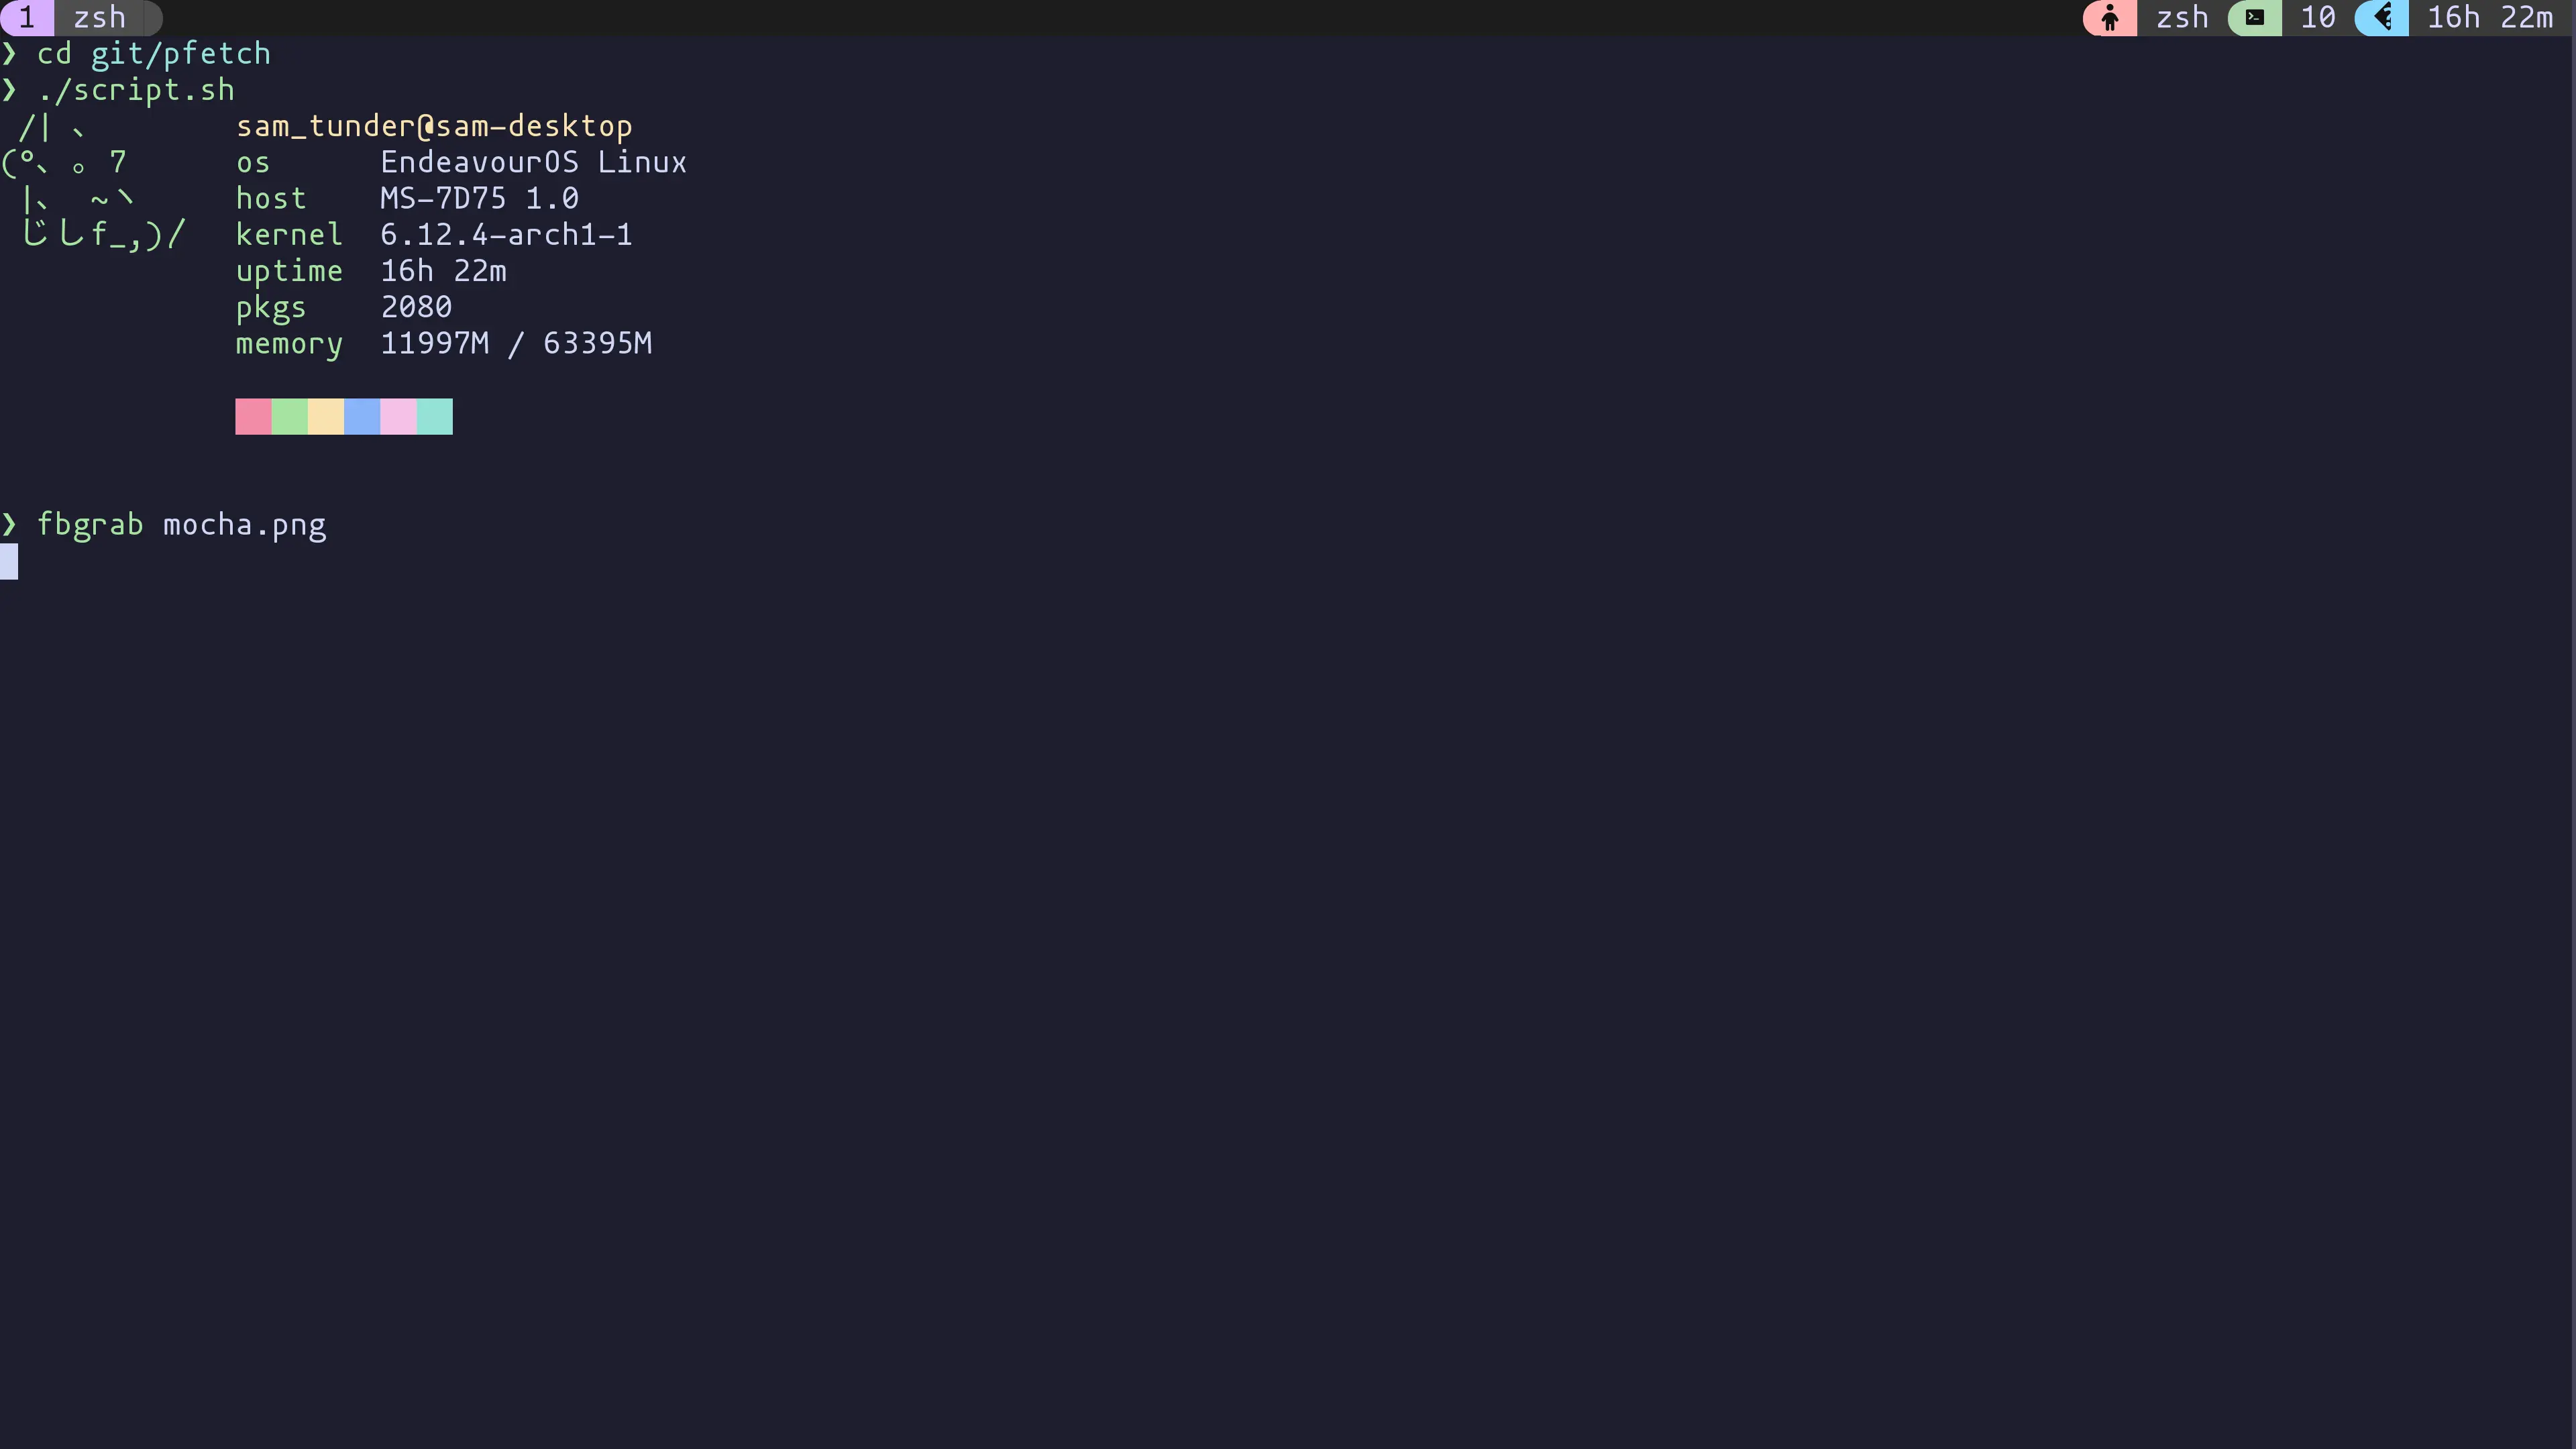 1 zsh zsh 10 16h 22m
❯ cd git/pfetch
❯ ./script.sh
/| 、 sam_tunder@sam-desktop
(°、 。7 os EndeavourOS Linux
|、 ~ヽ host MS-7D75 1.0
じしf_,)/ kernel 6.12.4-arch1-1
uptime 16h 22m
pkgs 2080
memory 11997M / 63395M
❯ fbgrab mocha.png